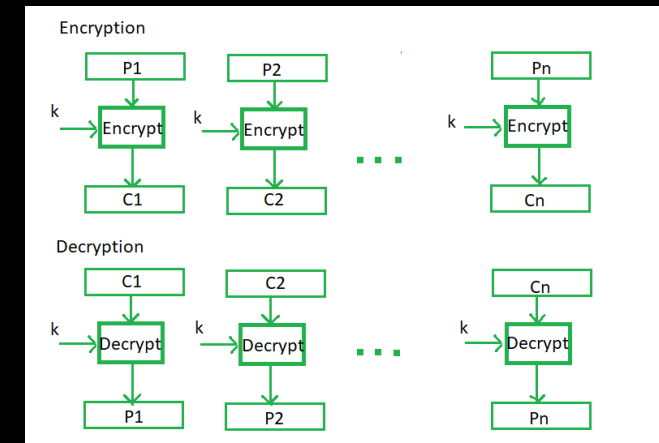 Encryption
P1 P2 Pn
k Encrypt k Encrypt k Encrypt
C1 C2 Cn
Decryption
C1 C2 Cn
k Decrypt k Decrypt k Decrypt
P1 P2 Pn